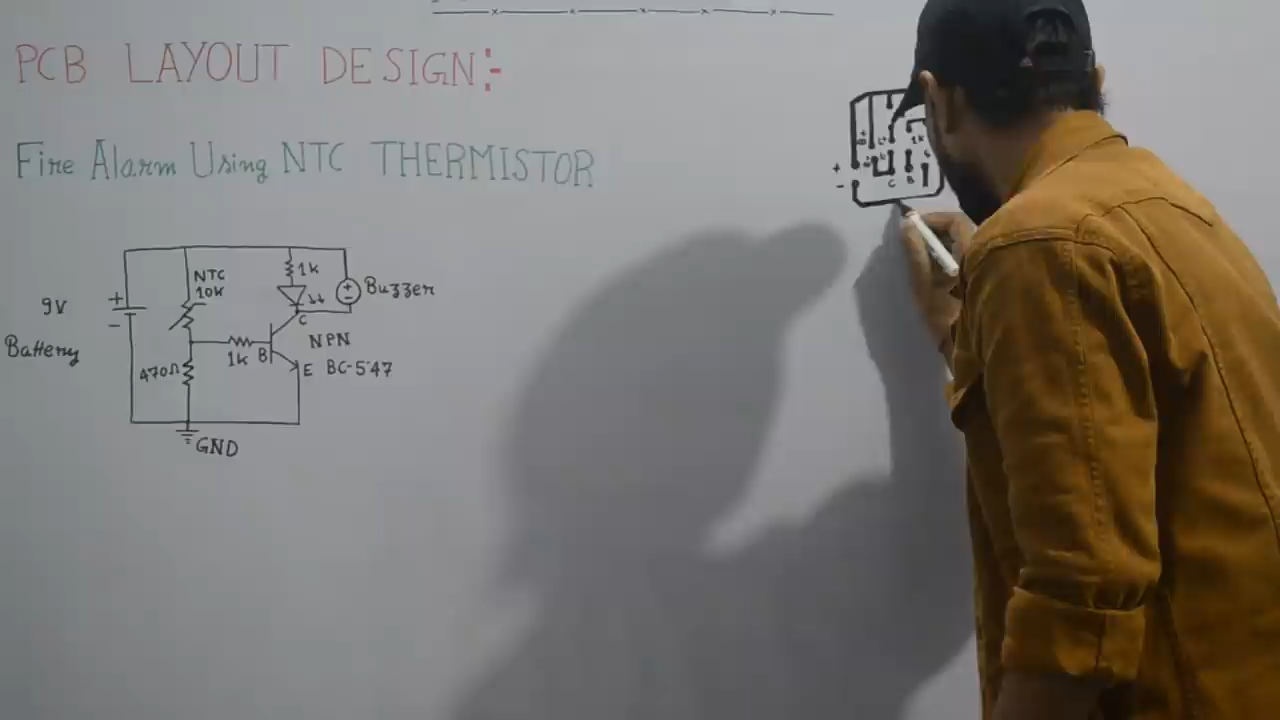 PCB LAYOUT DESIGN:-
Fire Alarm Using NTC THERMISTOR
9V
Battery
+
-
NTC
10K
470Ω
1k
B
1k
C
E
+
-
Buzzer
NPN
BC-547
GND
+
-
1K
C
B